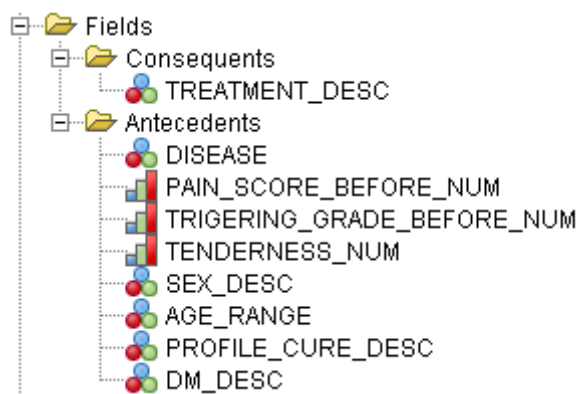 Fields
Consequents
TREATMENT_DESC
Antecedents
DISEASE
PAIN_SCORE_BEFORE_NUM
TRIGERING_GRADE_BEFORE_NUM
TENDERNESS_NUM
SEX_DESC
AGE_RANGE
PROFILE_CURE_DESC
DM_DESC